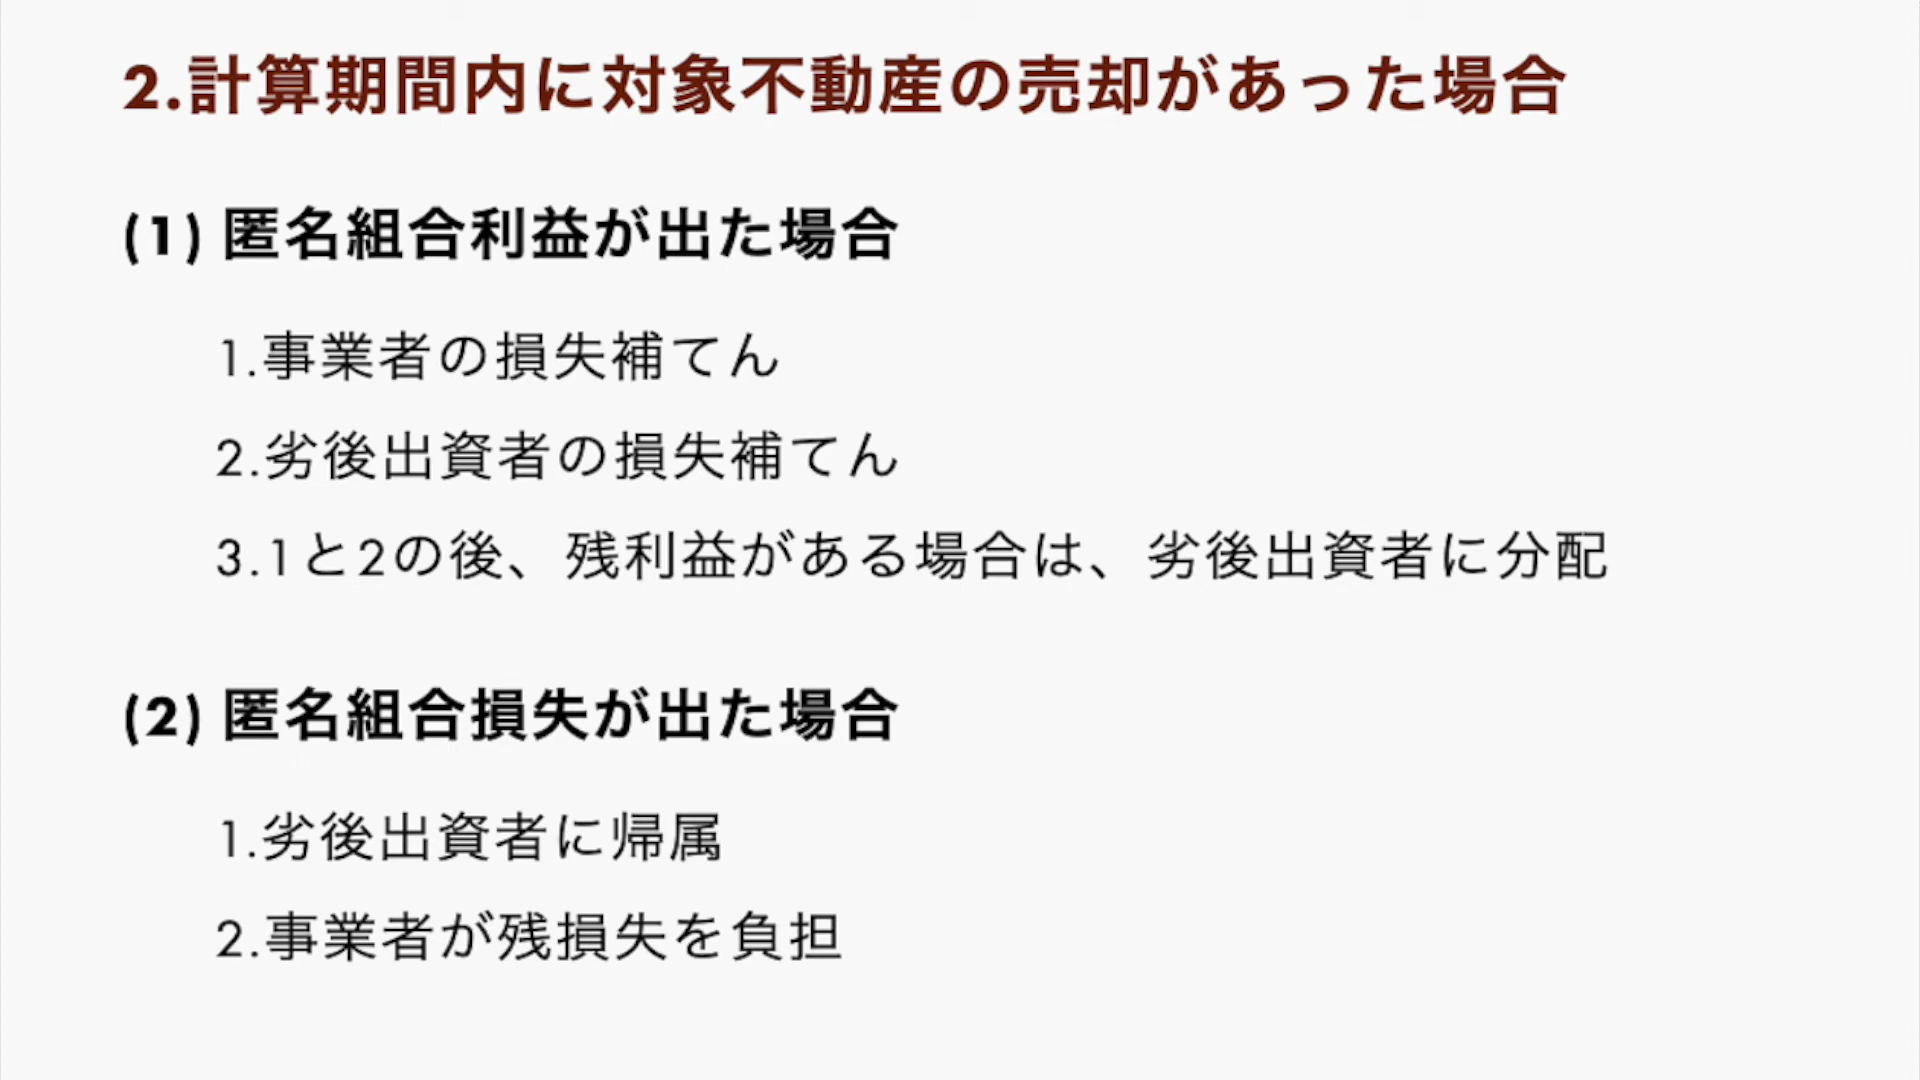 2.計算期間内に対象不動産の売却があった場合
(1) 匿名組合利益が出た場合
1.事業者の損失補てん
2.劣後出資者の損失補てん
3.1と2の後、残利益がある場合は、劣後出資者に分配
(2) 匿名組合損失が出た場合
1.劣後出資者に帰属
2.事業者が残損失を負担